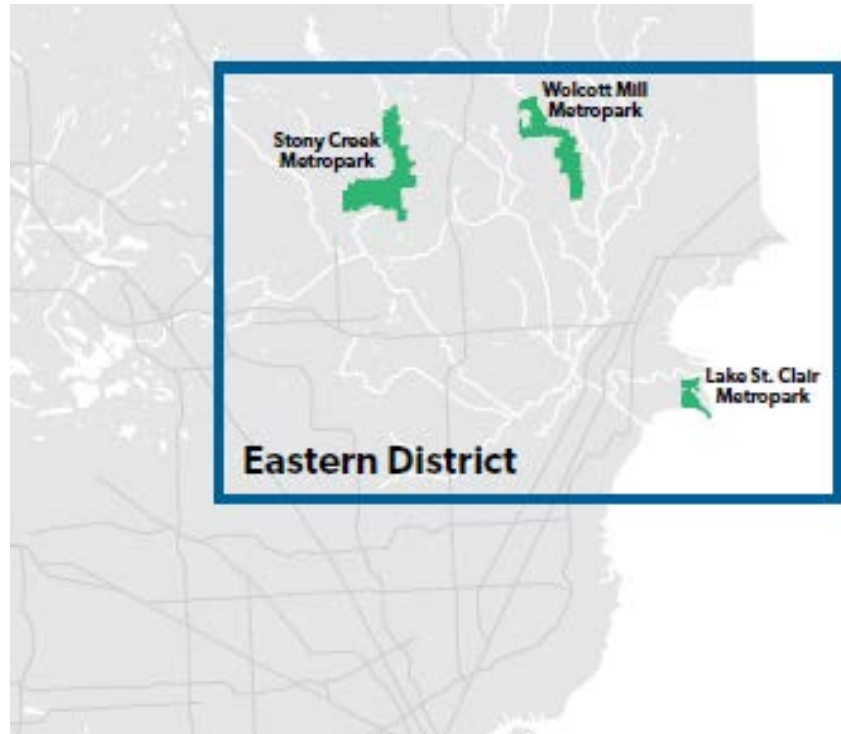 Wolcott Mill
Metropark
Stony Creek
Metropark
Lake St. Clair
Metropark
Eastern District